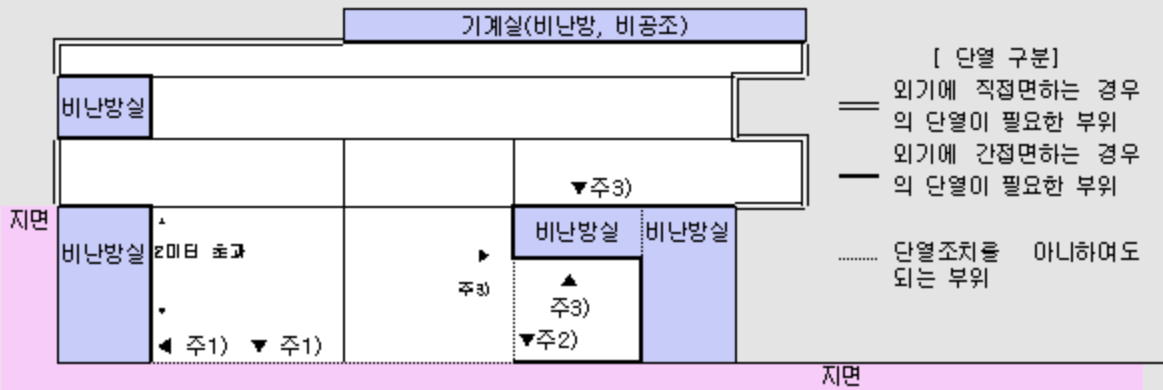 기계실(비난방, 비공조)
[ 단열 구분]
외기에 직접면하는 경우
의 단열이 필요한 부위
외기에 간접면하는 경우
의 단열이 필요한 부위
단열조치를 아니하여도
되는 부위
비난방실
▼주3)
지면
비난방실
2미터 초과
▶
주3)
비난방실
비난방실
▲
주3)
▼주2)
◀ 주1) ▼ 주1)
지면